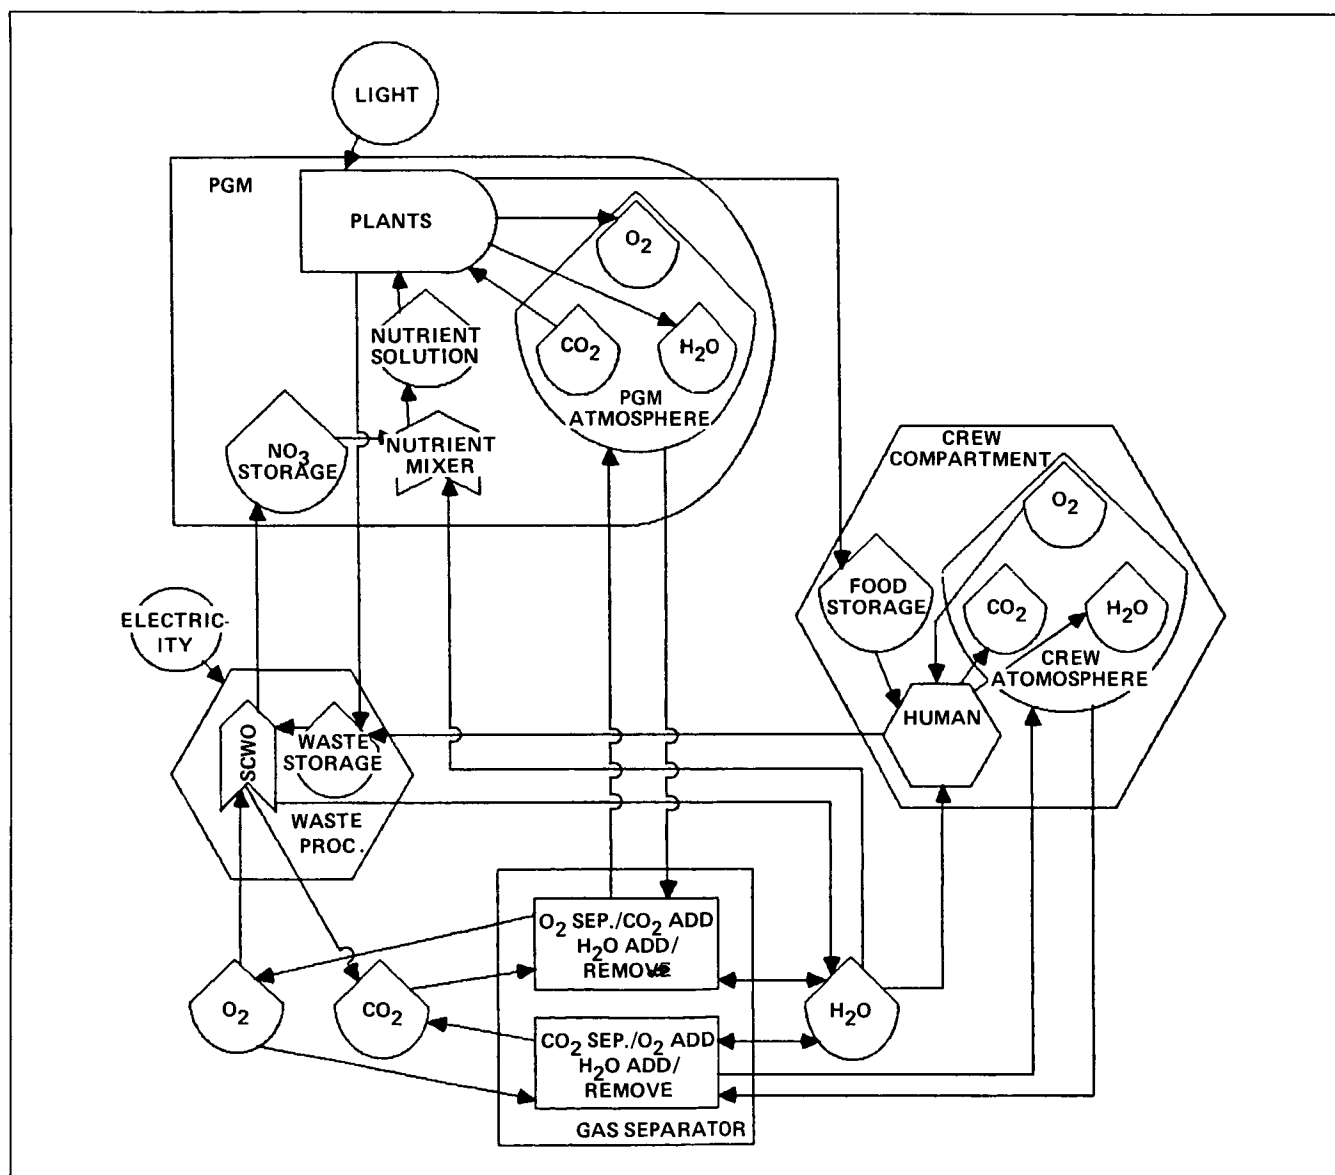 LIGHT
PGM
PLANTS
O2
NUTRIENT
SOLUTION
CO2
H2O
PGM
ATMOSPHERE
NO3
STORAGE
NUTRIENT
MIXER
CREW
COMPARTMENT
O2
FOOD
STORAGE
CO2
H2O
CREW
ATOMOSPHERE
HUMAN
ELECTRIC-
ITY
SCWO
WASTE
STORAGE
WASTE
PROC.
O2 SEP./CO2 ADD
H2O ADD/
REMOVE
O2
CO2
H2O
CO2 SEP./O2 ADD
H2O ADD/
REMOVE
GAS SEPARATOR